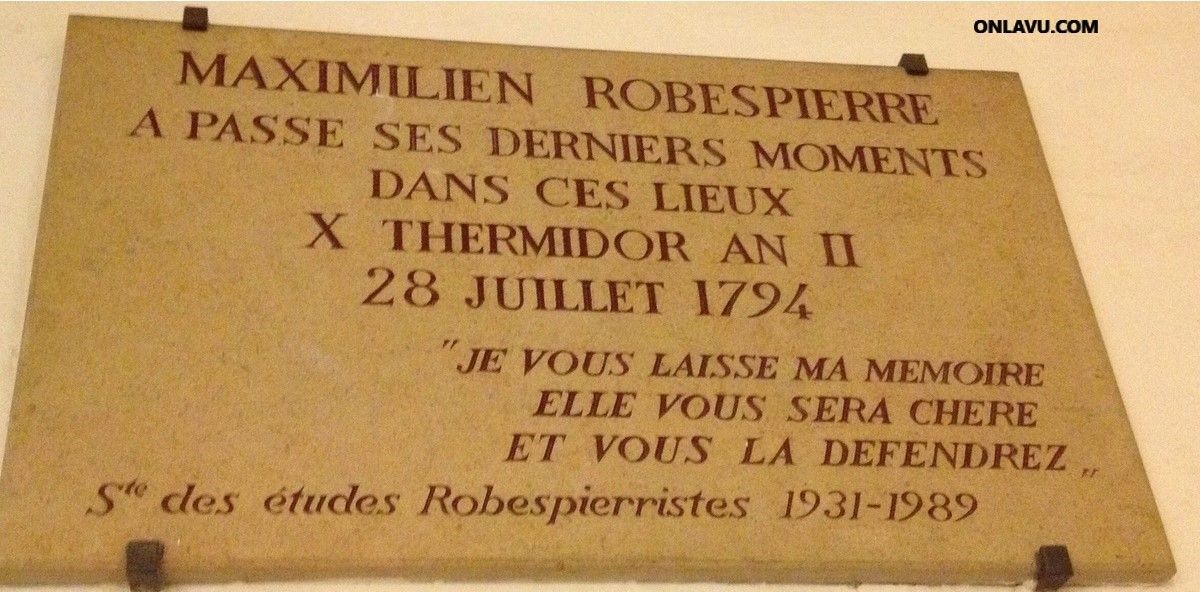 ONLAVU.COM
MAXIMILIEN ROBESPIERRE
A PASSE SES DERNIERS MOMENTS
DANS CES LIEUX
X THERMIDOR AN II
28 JUILLET 1794
"JE VOUS LAISSE MA MEMOIRE
ELLE VOUS SERA CHERE
ET VOUS LA DEFENDREZ„
Sté des études Robespierristes 1931-1989